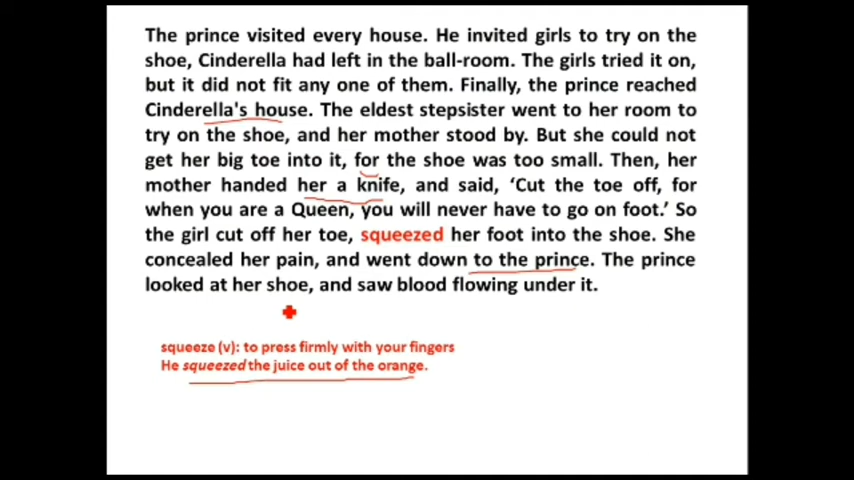 The prince visited every house. He invited girls to try on the
shoe, Cinderella had left in the ball-room. The girls tried it on,
but it did not fit any one of them. Finally, the prince reached
Cinderella's house. The eldest stepsister went to her room to
try on the shoe, and her mother stood by. But she could not
get her big toe into it, for the shoe was too small. Then, her
mother handed her a knife, and said, ‘Cut the toe off, for
when you are a Queen, you will never have to go on foot.’ So
the girl cut off her toe, squeezed her foot into the shoe. She
concealed her pain, and went down to the prince. The prince
looked at her shoe, and saw blood flowing under it.
squeeze (v): to press firmly with your fingers
He squeezed the juice out of the orange.